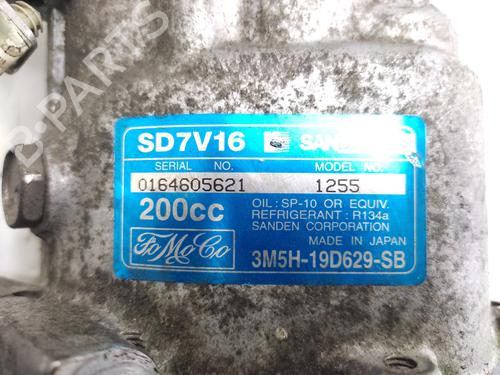 B-PARTS
SD7V16 SANDEN
SERIAL NO. MODEL NO.
0164605621 1255
200cc OIL : SP-10 OR EQUIV.
REFRIGERANT : R134a
SANDEN CORPORATION
MADE IN JAPAN
FoMoCo 3M5H-19D629-SB